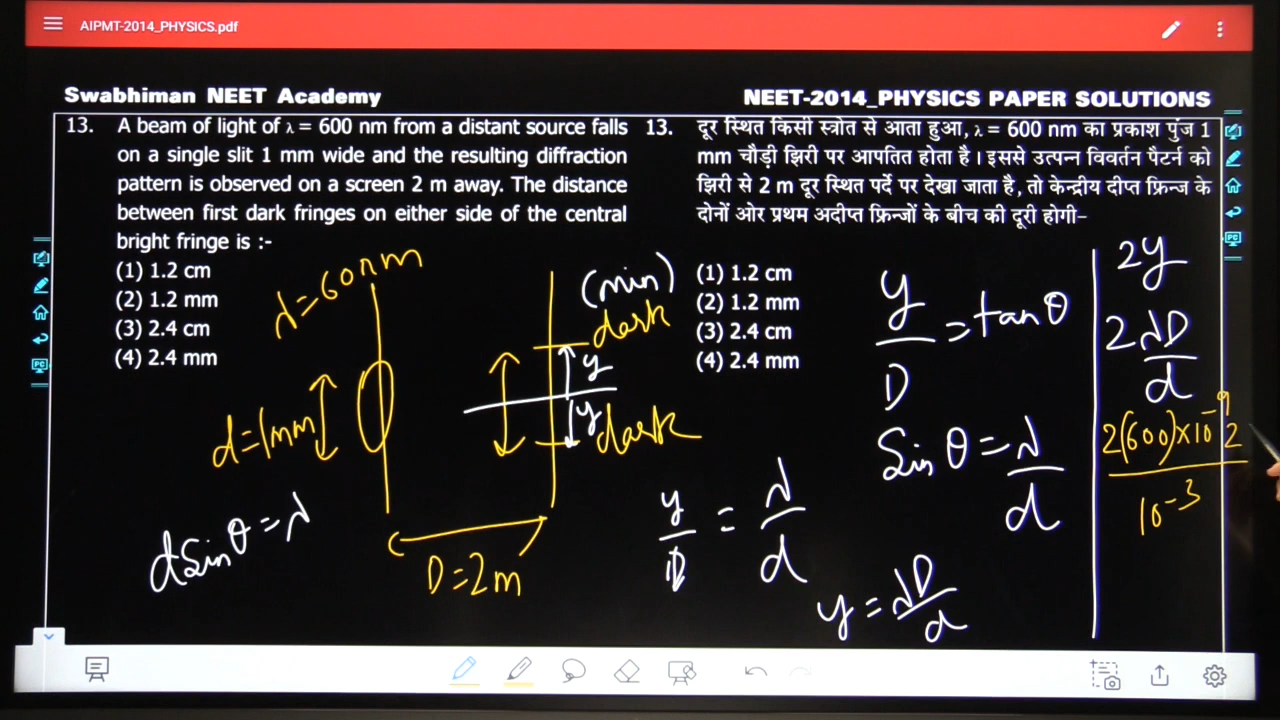 AIPMT-2014_PHYSICS.pdf
Swabhiman NEET Academy
NEET-2014_PHYSICS PAPER SOLUTIONS
13. A beam of light of λ = 600 nm from a distant source falls
on a single slit 1 mm wide and the resulting diffraction
pattern is observed on a screen 2 m away. The distance
between first dark fringes on either side of the central
bright fringe is :-
(1) 1.2 cm
(2) 1.2 mm
(3) 2.4 cm
(4) 2.4 mm
13. दूर स्थित किसी स्त्रोत से आता हुआ, λ = 600 nm का प्रकाश पुंज 1
mm चौड़ी झिरी पर आपतित होता है। इससे उत्पन्न विवर्तन पैटर्न को
झिरी से 2 m दूर स्थित पर्दे पर देखा जाता है, तो केन्द्रीय दीप्त फ्रिन्ज के
दोनों ओर प्रथम अदीप्त फ्रिन्जों के बीच की दूरी होगी–
(1) 1.2 cm
(2) 1.2 mm
(3) 2.4 cm
(4) 2.4 mm
d=1mm
(min)
dark
y
y
dark
D=2m
dSinθ=λ
y/D = λ/d
y/D = tanθ
Sinθ = λ/d
y = λD/d
2y
2λD/d
2(600)×10⁻⁹ 2
10⁻³
PC
PC